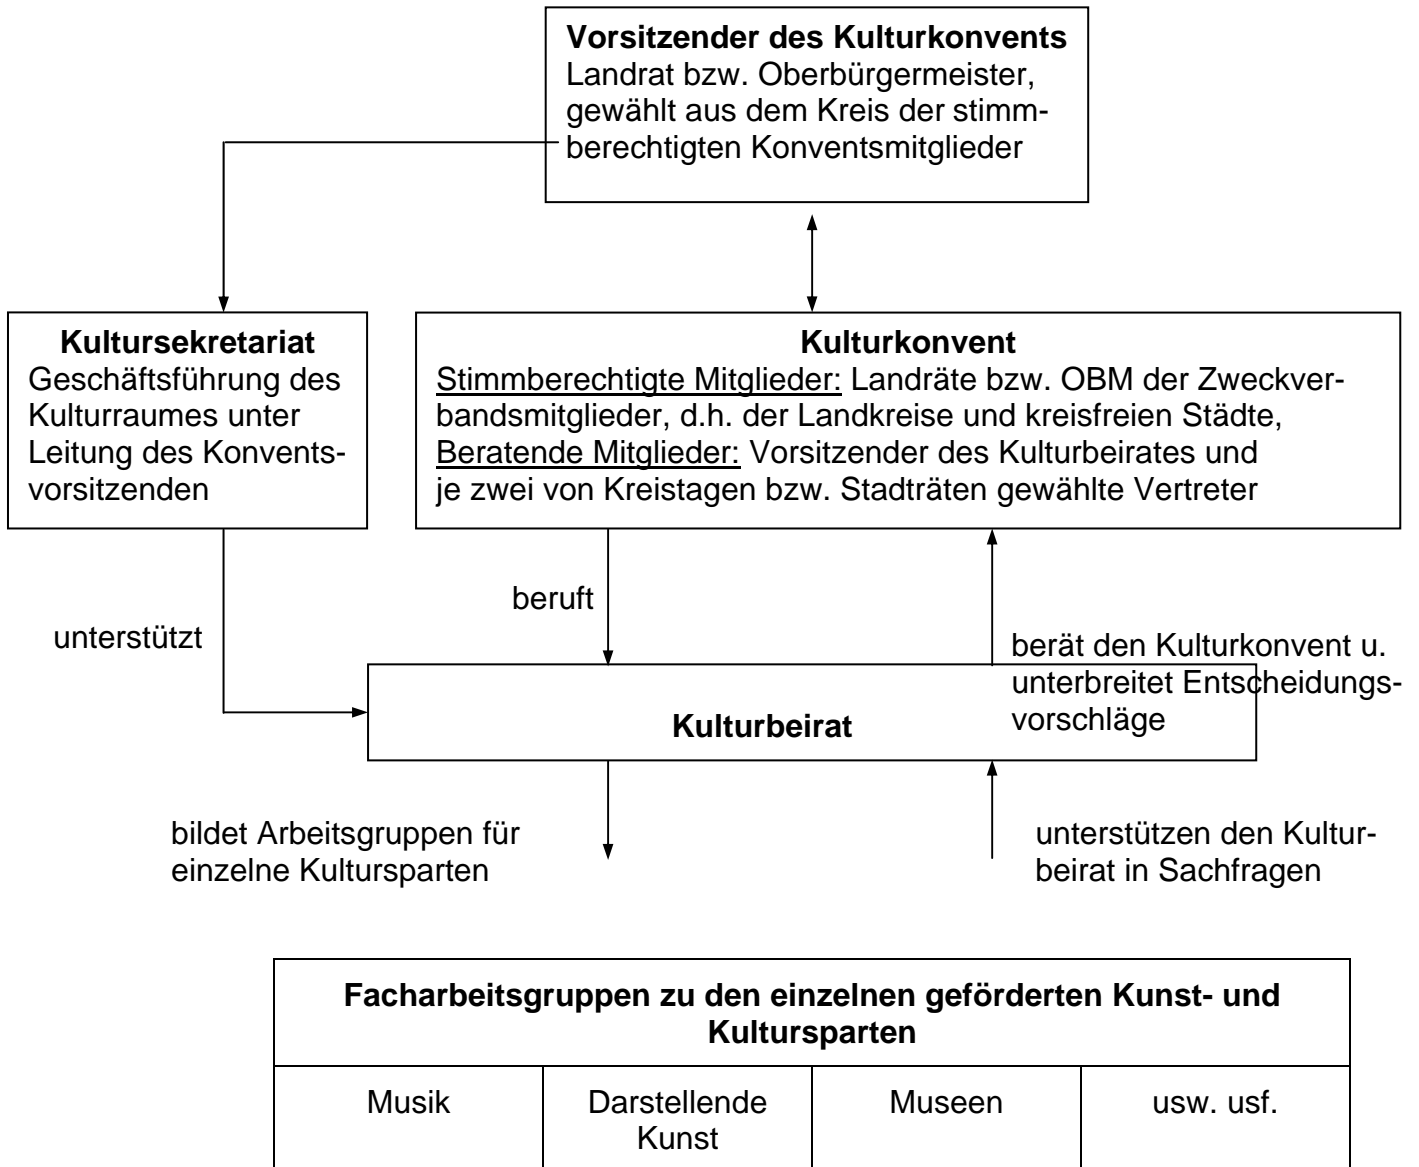 Vorsitzender des Kulturkonvents
Landrat bzw. Oberbürgermeister,
gewählt aus dem Kreis der stimm-
berechtigten Konventsmitglieder
Kultursekretariat
Geschäftsführung des
Kulturraumes unter
Leitung des Konvents-
vorsitzenden
Kulturkonvent
Stimmberechtigte Mitglieder: Landräte bzw. OBM der Zweckver-
bandsmitglieder, d.h. der Landkreise und kreisfreien Städte,
Beratende Mitglieder: Vorsitzender des Kulturbeirates und
je zwei von Kreistagen bzw. Stadträten gewählte Vertreter
unterstützt
beruft
berät den Kulturkonvent u.
unterbreitet Entscheidungs-
vorschläge
Kulturbeirat
bildet Arbeitsgruppen für
einzelne Kultursparten
unterstützen den Kultur-
beirat in Sachfragen
Facharbeitsgruppen zu den einzelnen geförderten Kunst- und
Kultursparten
Musik
Darstellende
Kunst
Museen
usw. usf.